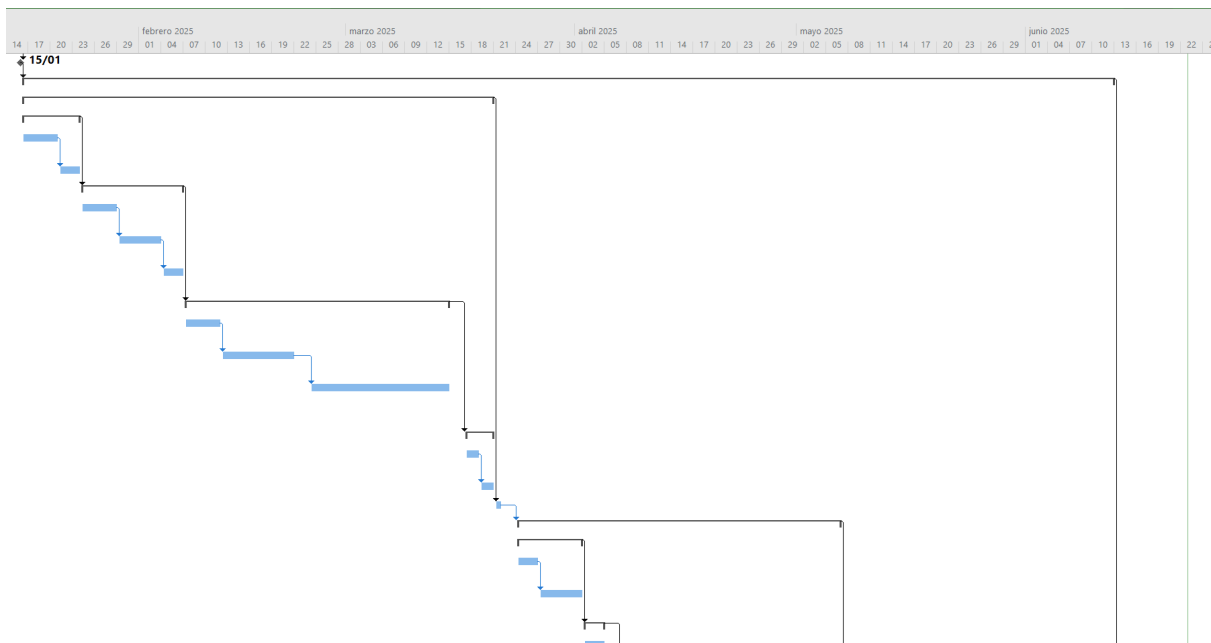 febrero 2025 marzo 2025 abril 2025 mayo 2025 junio 2025
14 17 20 23 26 29 01 04 07 10 13 16 19 22 25 28 03 06 09 12 15 18 21 24 27 30 02 05 08 11 14 17 20 23 26 29 02 05 08 11 14 17 20 23 26 29 01 04 07 10 13 16 19 22
15/01